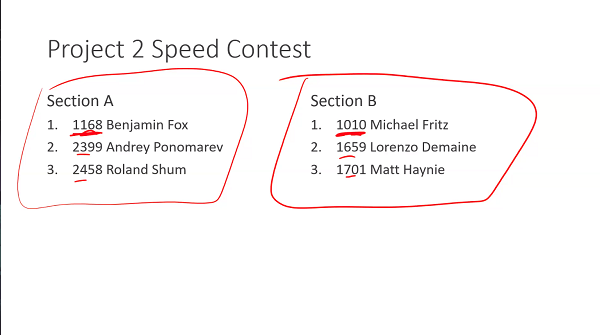 Project 2 Speed Contest
Section A
1. 1168 Benjamin Fox
2. 2399 Andrey Ponomarev
3. 2458 Roland Shum
Section B
1. 1010 Michael Fritz
2. 1659 Lorenzo Demaine
3. 1701 Matt Haynie